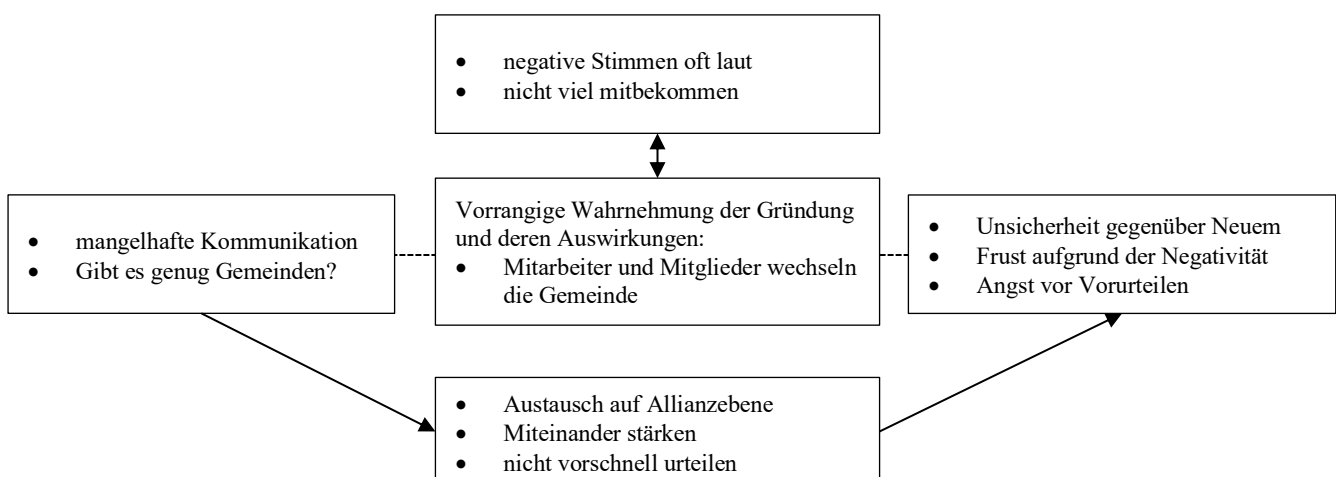 • negative Stimmen oft laut
• nicht viel mitbekommen
• mangelhafte Kommunikation
• Gibt es genug Gemeinden?
Vorrangige Wahrnehmung der Gründung
und deren Auswirkungen:
• Mitarbeiter und Mitglieder wechseln
die Gemeinde
• Unsicherheit gegenüber Neuem
• Frust aufgrund der Negativität
• Angst vor Vorurteilen
• Austausch auf Allianzebene
• Miteinander stärken
• nicht vorschnell urteilen